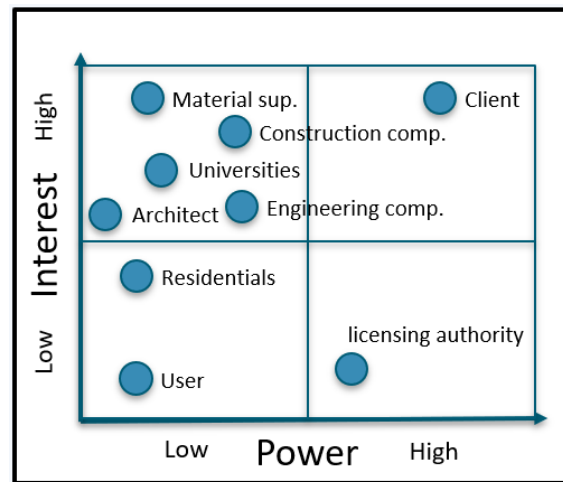 High
Interest
Low
Material sup.
Client
Construction comp.
Universities
Architect
Engineering comp.
Residentials
licensing authority
User
Low
Power
High